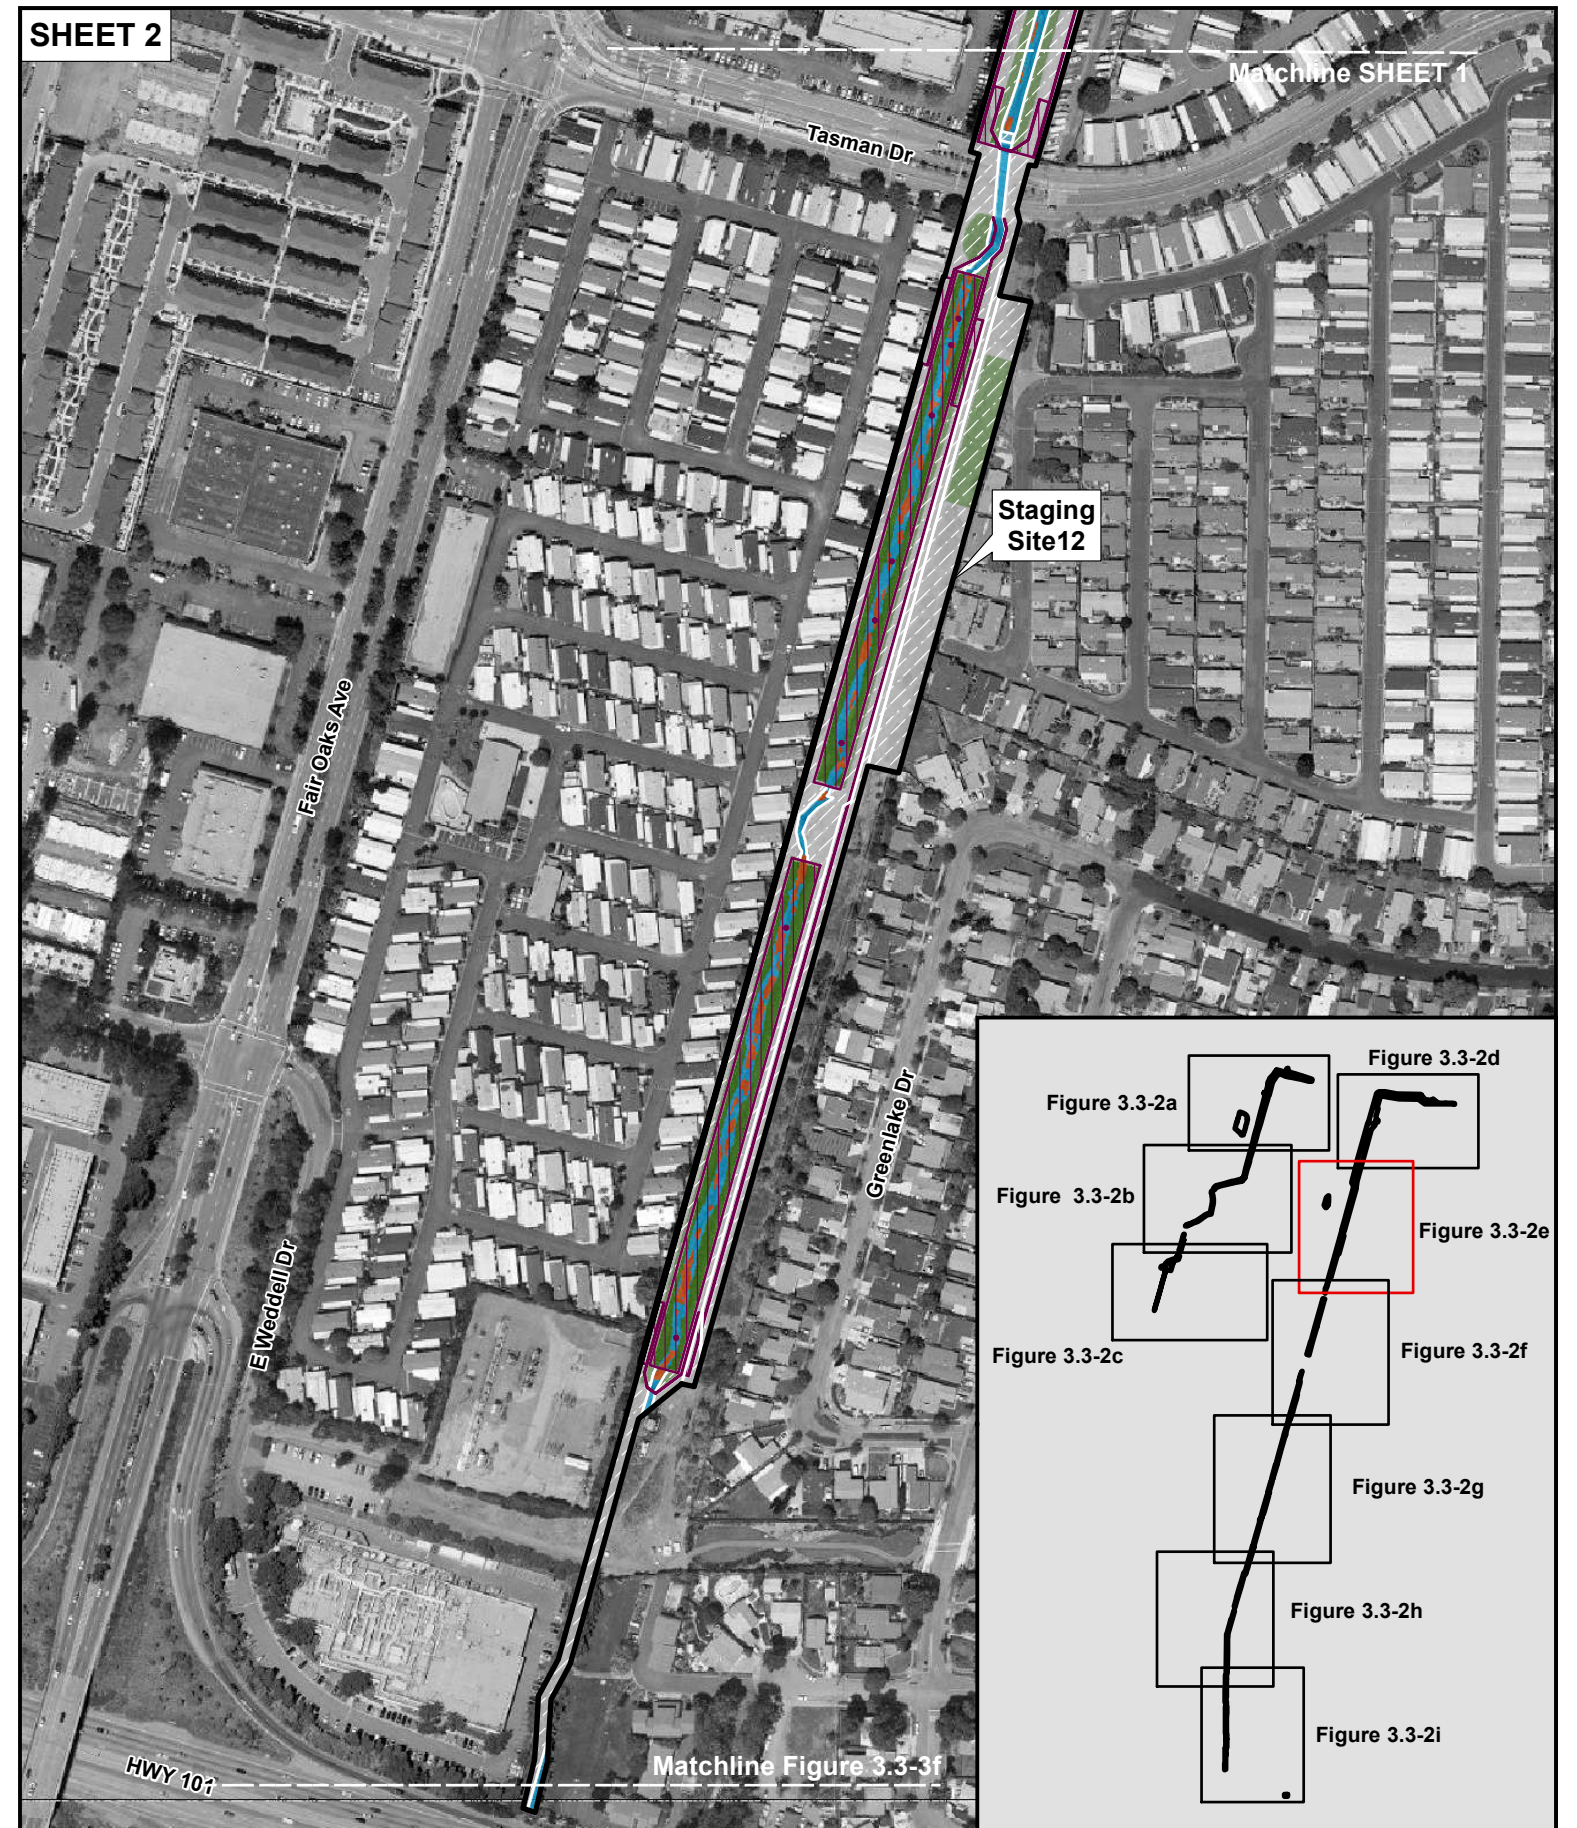 SHEET 2
Matchline SHEET 1
Tasman Dr
Staging
Site12
Fair Oaks Ave
Greenlake Dr
E Weddell Dr
HWY 101
Matchline Figure 3.3-3f
Figure 3.3-2d
Figure 3.3-2a
Figure  3.3-2b
Figure 3.3-2e
Figure 3.3-2c
Figure 3.3-2f
Figure 3.3-2g
Figure 3.3-2h
Figure 3.3-2i